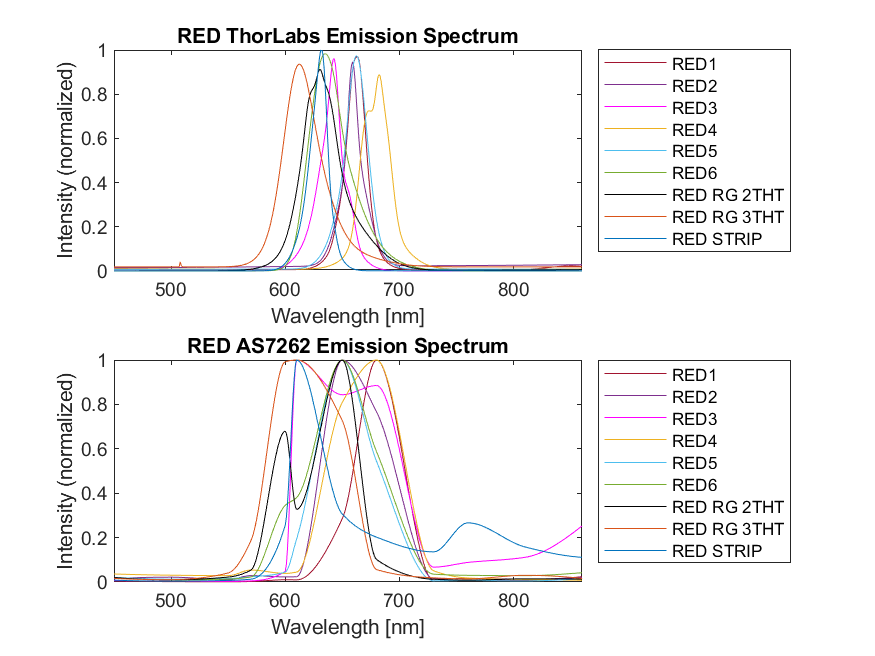 RED ThorLabs Emission Spectrum
Intensity (normalized)
1
0.8
0.6
0.4
0.2
0
500
600
700
800
Wavelength [nm]
RED1
RED2
RED3
RED4
RED5
RED6
RED RG 2THT
RED RG 3THT
RED STRIP
RED AS7262 Emission Spectrum
Intensity (normalized)
1
0.8
0.6
0.4
0.2
0
500
600
700
800
Wavelength [nm]
RED1
RED2
RED3
RED4
RED5
RED6
RED RG 2THT
RED RG 3THT
RED STRIP